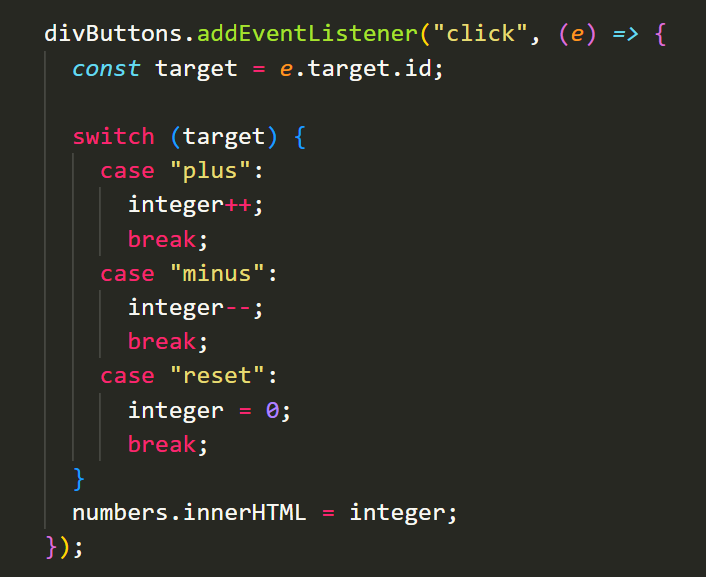 divButtons.addEventListener("click", (e) => {
  const target = e.target.id;

  switch (target) {
    case "plus":
      integer++;
      break;
    case "minus":
      integer--;
      break;
    case "reset":
      integer = 0;
      break;
  }
  numbers.innerHTML = integer;
});